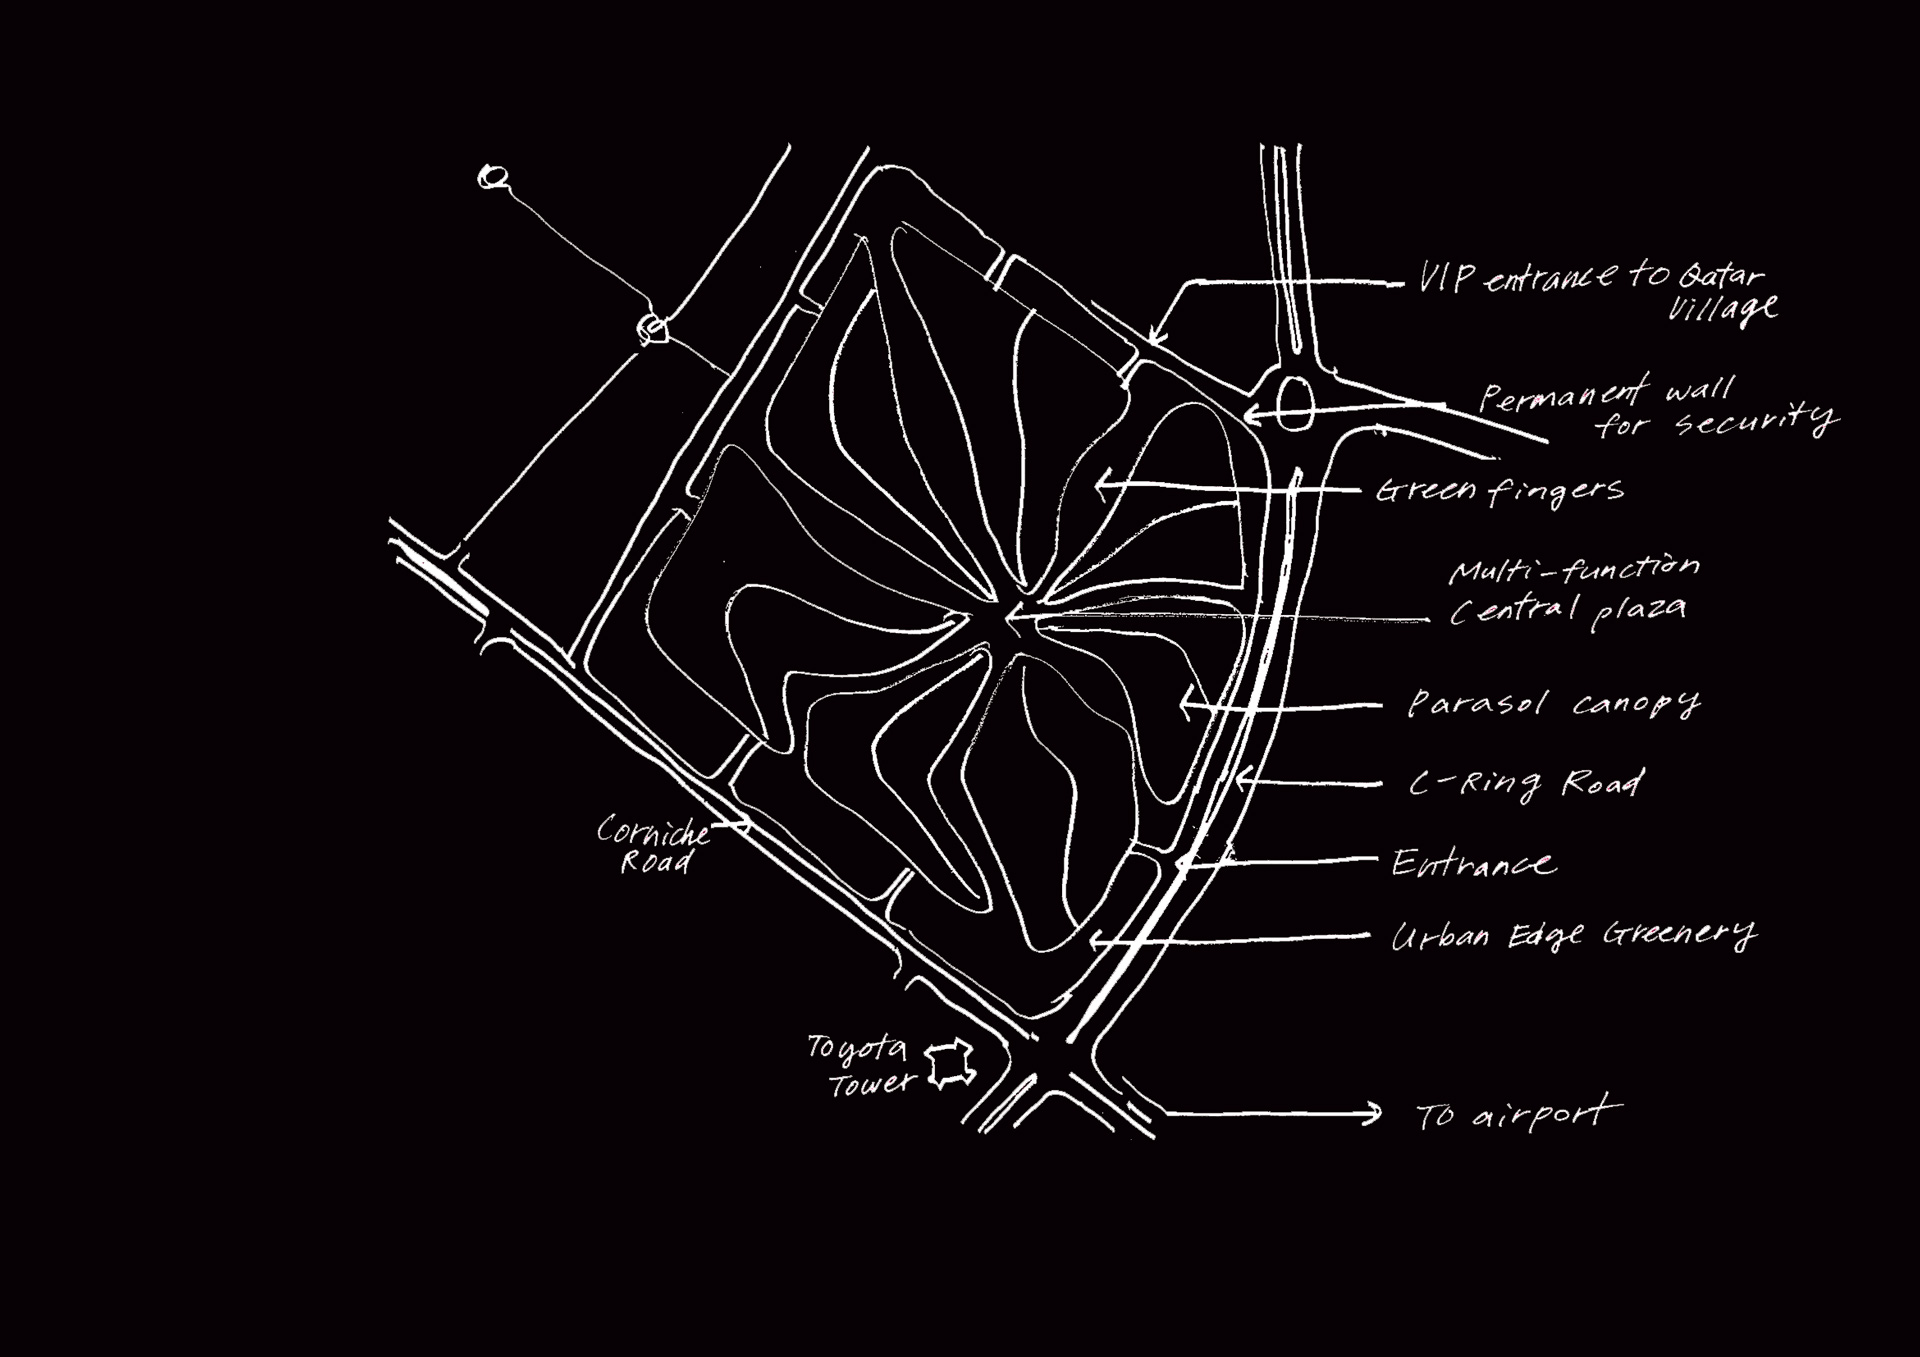 VIP entrance to Qatar
Village
Permanent wall
for security
Green fingers
Multi-function
Central plaza
Parasol canopy
C-Ring Road
Corniche
Road
Entrance
Urban Edge Greenery
Toyota
Tower
To airport